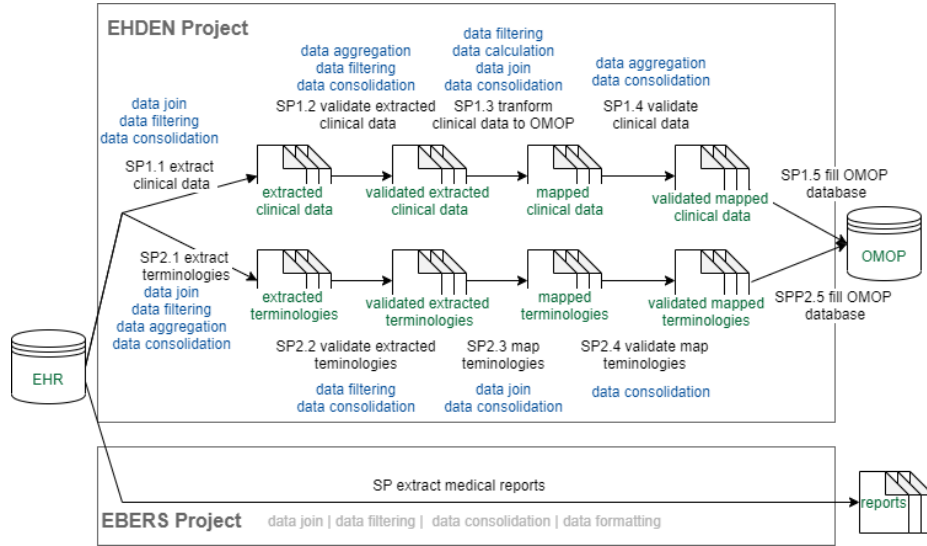 EHDEN Project
data aggregation
data filtering
data consolidation
data filtering
data calculation
data join
data consolidation
data aggregation
data consolidation
data join
data filtering
data consolidation
SP1.2 validate extracted
clinical data
SP1.3 tranform
clinical data to OMOP
SP1.4 validate
clinical data
SP1.1 extract
clinical data
SP1.5 fill OMOP
database
extracted
clinical data
validated extracted
clinical data
mapped
clinical data
validated mapped
clinical data
OMOP
SP2.1 extract
terminologies
data join
data filtering
data aggregation
data consolidation
extracted
terminologies
validated extracted
terminologies
mapped
terminologies
validated mapped
terminologies
SPP2.5 fill OMOP
database
SP2.2 validate extracted
teminologies
SP2.3 map
teminologies
SP2.4 validate map
teminologies
data filtering
data consolidation
data join
data consolidation
data consolidation
EHR
SP extract medical reports
reports
EBERS Project
data join | data filtering | data consolidation | data formatting